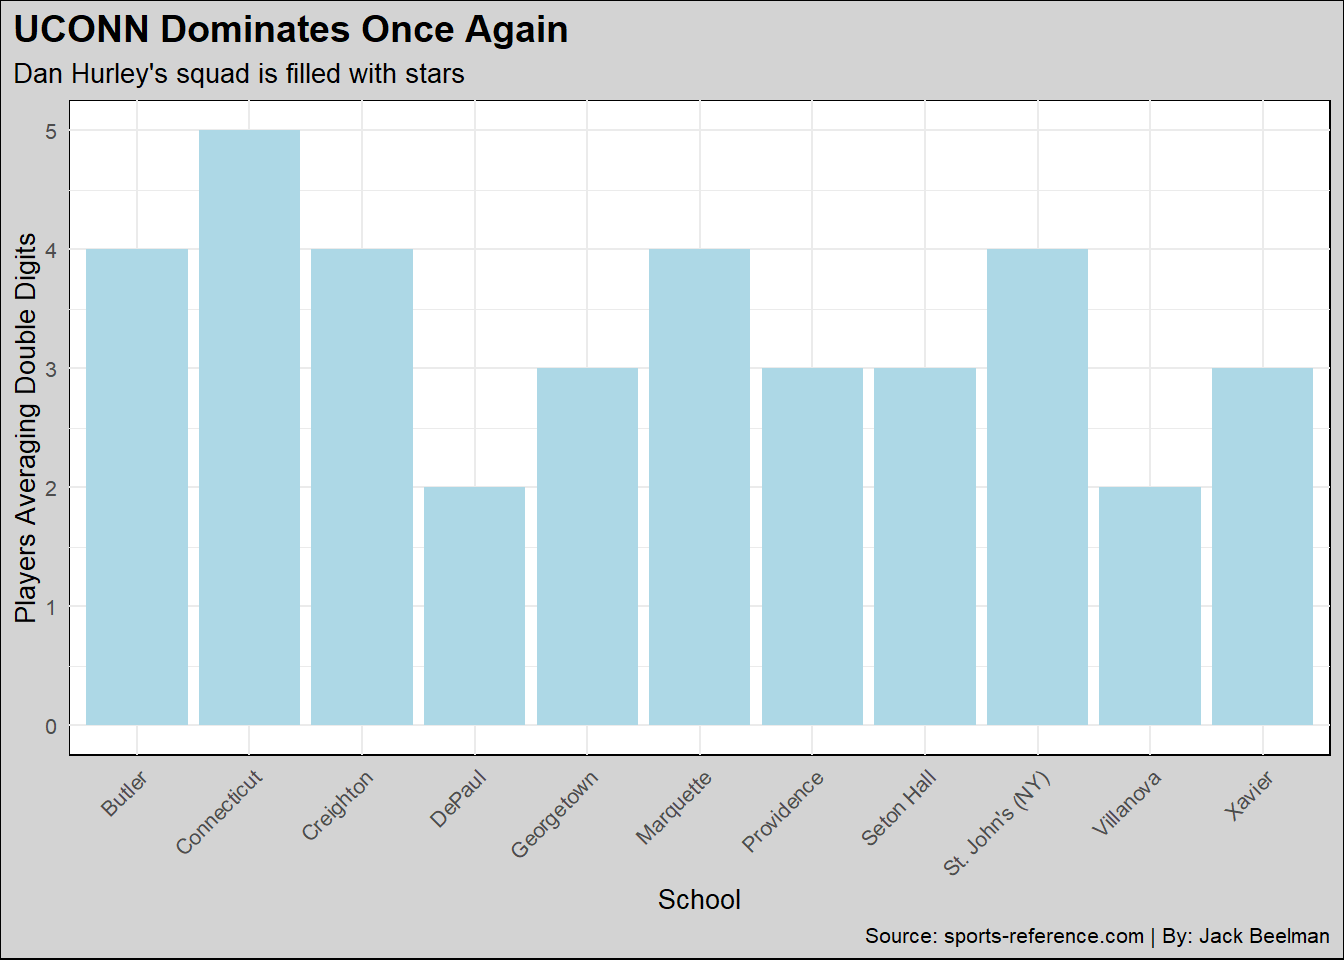 UCONN Dominates Once Again
Dan Hurley's squad is filled with stars
Players Averaging Double Digits
5
4
3
2
1
0
Butler
Connecticut
Creighton
DePaul
Georgetown
Marquette
Providence
Seton Hall
St. John's (NY)
Villanova
Xavier
School
Source: sports-reference.com | By: Jack Beelman